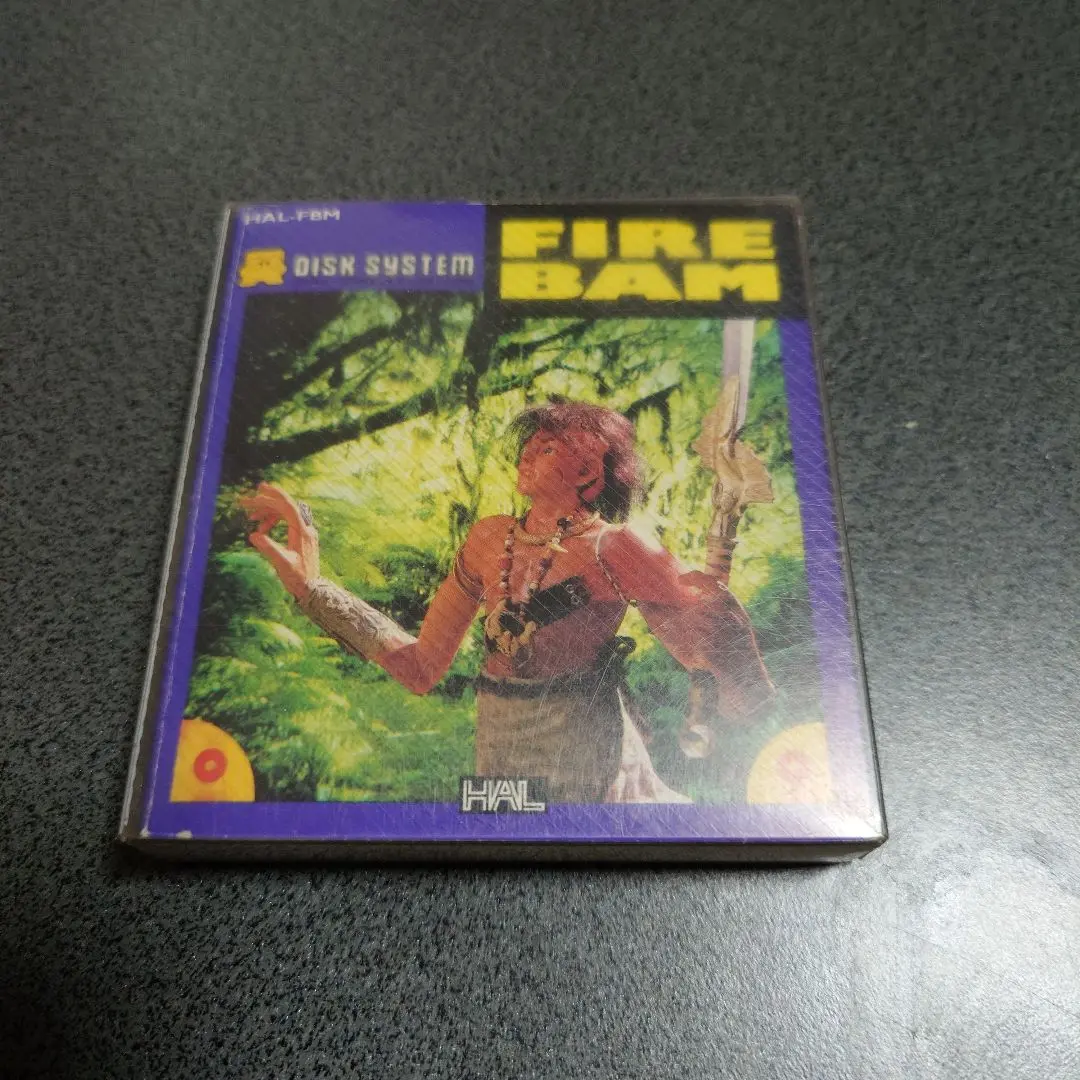 HAL-FBM
DISK SYSTEM
FIRE
BAM
HAL